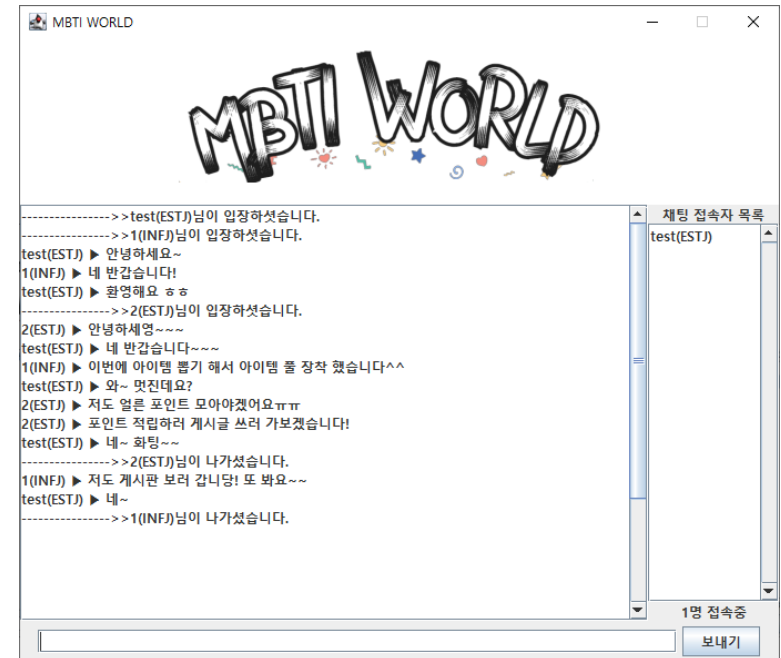 MBTI WORLD
MBTI WORLD
---------------->>test(ESTJ)님이 입장하셧습니다.
---------------->>1(INFJ)님이 입장하셧습니다.
test(ESTJ) ▶ 안녕하세요~
1(INFJ) ▶ 네 반갑습니다!
test(ESTJ) ▶ 환영해요 ㅎㅎ
---------------->>2(ESTJ)님이 입장하셧습니다.
2(ESTJ) ▶ 안녕하세영~~~
test(ESTJ) ▶ 네 반갑습니다~~~
1(INFJ) ▶ 이번에 아이템 뽑기 해서 아이템 풀 장착 했습니다^^
test(ESTJ) ▶ 와~ 멋진데요?
2(ESTJ) ▶ 저도 얼른 포인트 모아야겠어요ㅠㅠ
2(ESTJ) ▶ 포인트 적립하러 게시글 쓰러 가보겠습니다!
test(ESTJ) ▶ 네~ 화팅~~
---------------->>2(ESTJ)님이 나가셨습니다.
1(INFJ) ▶ 저도 게시판 보러 갑니당! 또 봐요~~
test(ESTJ) ▶ 네~
---------------->>1(INFJ)님이 나가셨습니다.
채팅 접속자 목록
test(ESTJ)
1명 접속중
보내기